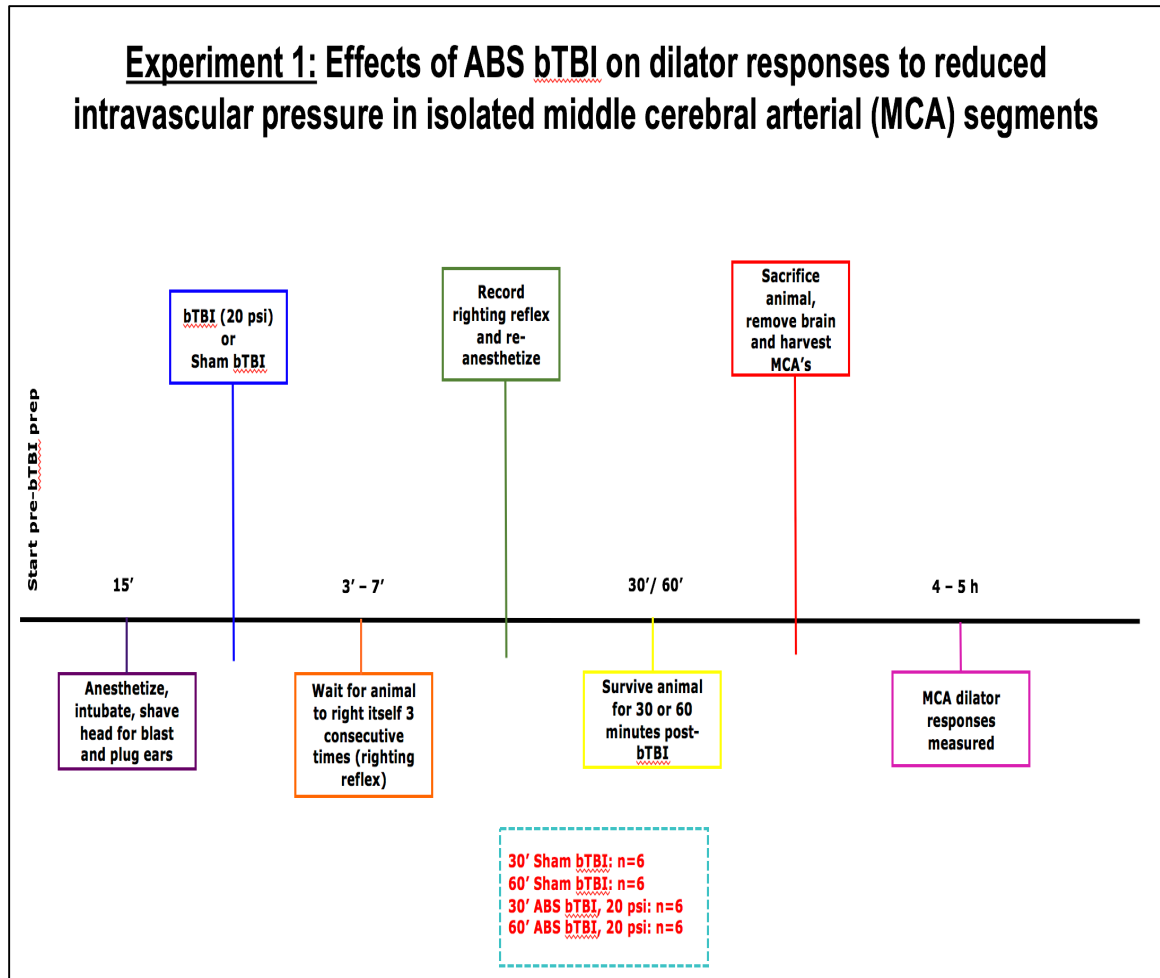 Experiment 1: Effects of ABS bTBI on dilator responses to reduced
intravascular pressure in isolated middle cerebral arterial (MCA) segments
Start pre-bTBI prep
bTBI (20 psi)
or
Sham bTBI
Record
righting reflex
and re-
anesthetize
Sacrifice
animal,
remove brain
and harvest
MCA's
15'
3' – 7'
30'/ 60'
4 – 5 h
Anesthetize,
intubate, shave
head for blast
and plug ears
Wait for animal
to right itself 3
consecutive
times (righting
reflex)
Survive animal
for 30 or 60
minutes post-
bTBI
MCA dilator
responses
measured
30' Sham bTBI: n=6
60' Sham bTBI: n=6
30' ABS bTBI, 20 psi: n=6
60' ABS bTBI, 20 psi: n=6